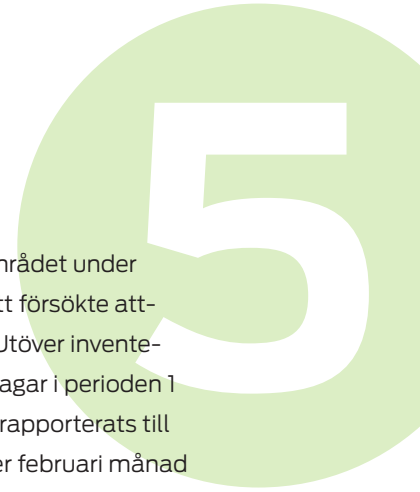 5
mrådet under
tt försökte att-
Utöver invente-
agar i perioden 1
rapporterats till
er februari månad